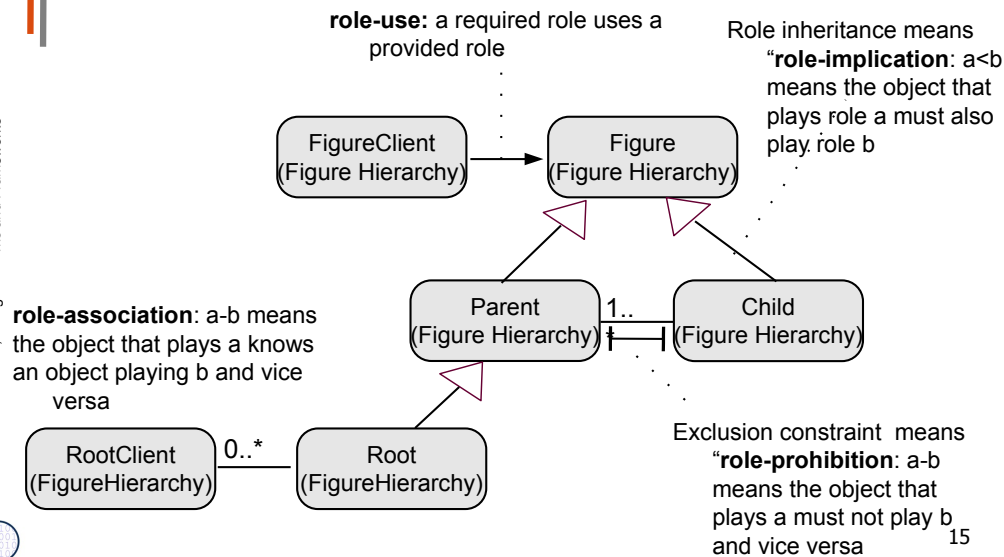 role-use: a required role uses a
provided role
Role inheritance means
“role-implication: a<b
means the object that
plays role a must also
play role b
FigureClient
(Figure Hierarchy)
Figure
(Figure Hierarchy)
role-association: a-b means
the object that plays a knows
an object playing b and vice
versa
Parent
(Figure Hierarchy)
1..
*
Child
(Figure Hierarchy)
RootClient
(FigureHierarchy)
0..*
Root
(FigureHierarchy)
Exclusion constraint means
“role-prohibition: a-b
means the object that
plays a must not play b
and vice versa
15